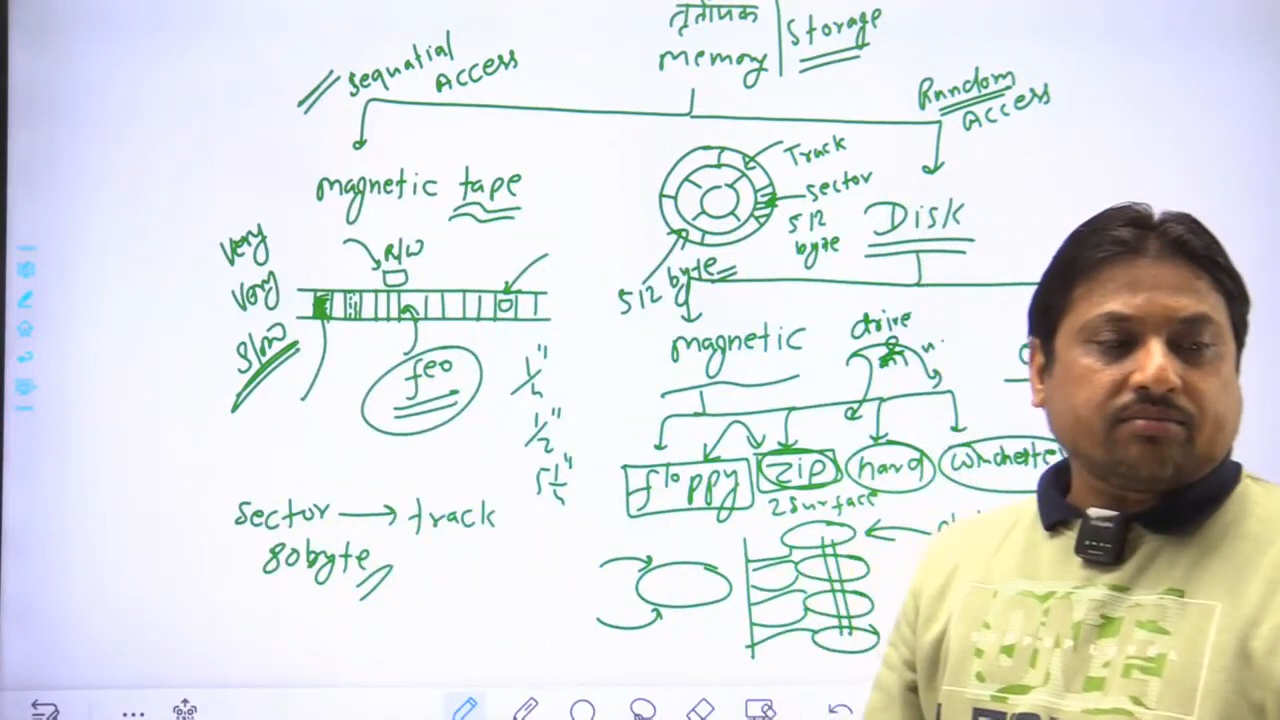 तृतीयक
memory
Storage
sequatial
Access
Random
Access
magnetic tape
Track
sector
512
byte
Disk
512 byte
Very
Very
Slow
R/W
feo
1/4"
1/2"
5 1/4"
magnetic
drive
floppy
zip
hard
winchester
2 surface
sector → track
80 byte